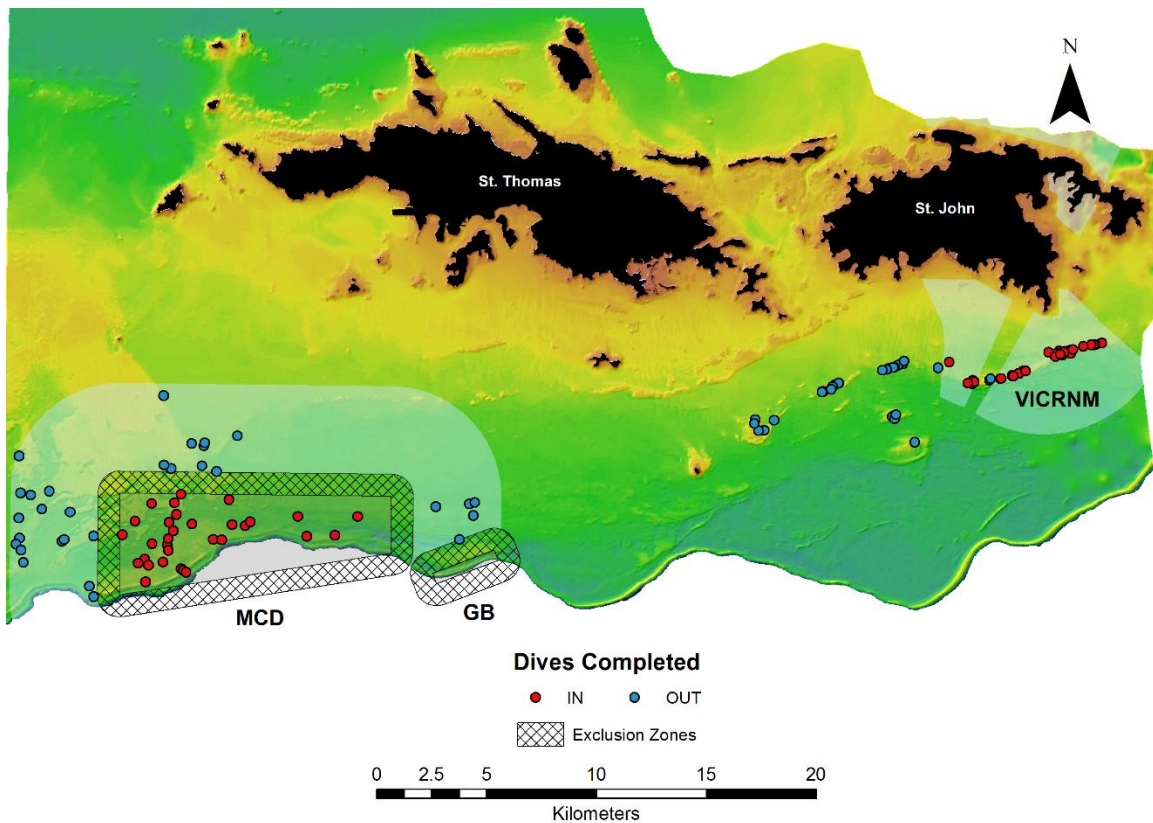 N
St. Thomas
St. John
VICRNM
MCD
GB
Dives Completed
IN OUT
Exclusion Zones
0 2.5 5 10 15 20
Kilometers